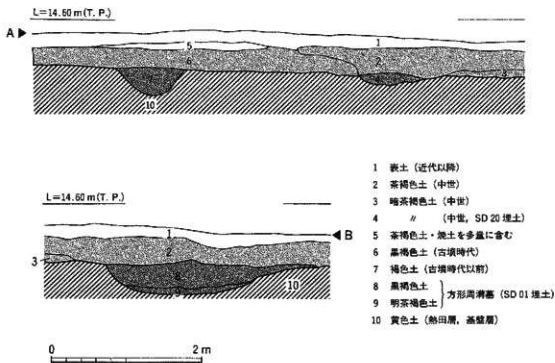 L=14.60 m(T. P.)
A
5
1
6
2
10
L=14.60 m(T. P.)
1
B
2
3
8
10
1 表土(近代以降)
2 茶褐色土(中世)
3 暗茶褐色土(中世)
4 〃 (中世, SD 20 埋土)
5 茶褐色土・焼土を多量に含む
6 黒褐色土(古墳時代)
7 褐色土(古墳時代以前)
8 黒褐色土
方形周溝墓(SD 01 埋土)
9 明茶褐色土
10 黄色土(熱田層, 基盤層)
0 2 m